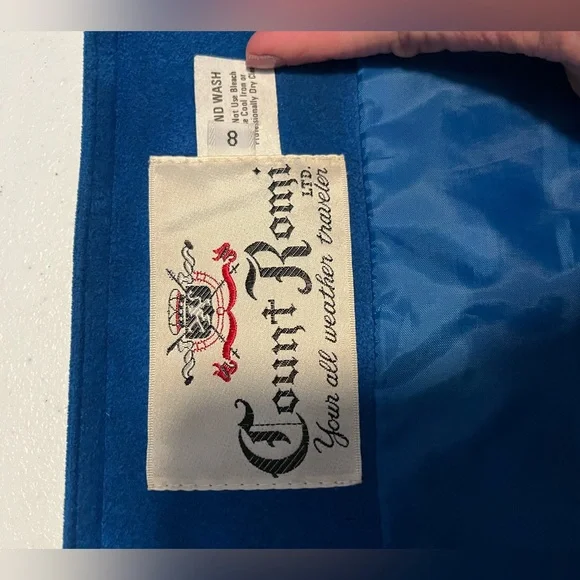 ND WASH
Not Use Bleach
e Cool Iron or
8
Count Romi
LTD.
Your all weather traveler